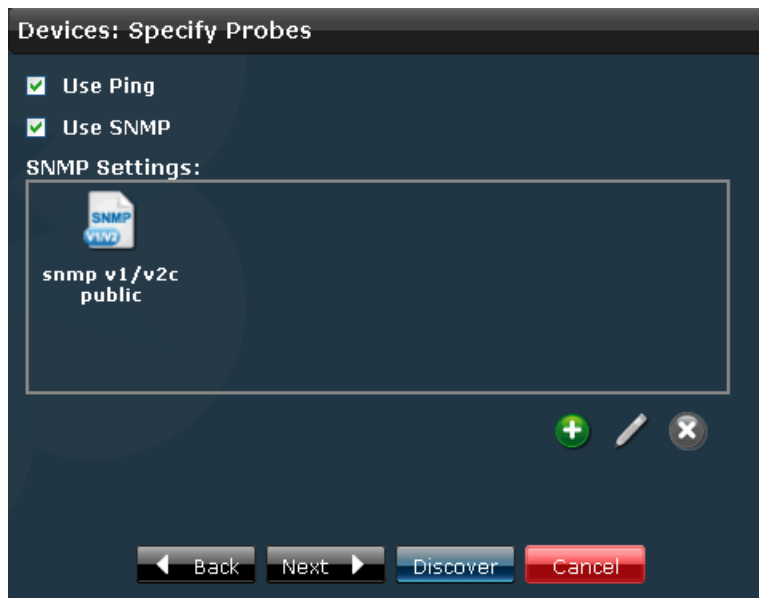 Devices: Specify Probes
Use Ping
Use SNMP
SNMP Settings:
SNMP
V1/V2
snmp v1/v2c
public
Back
Next
Discover
Cancel